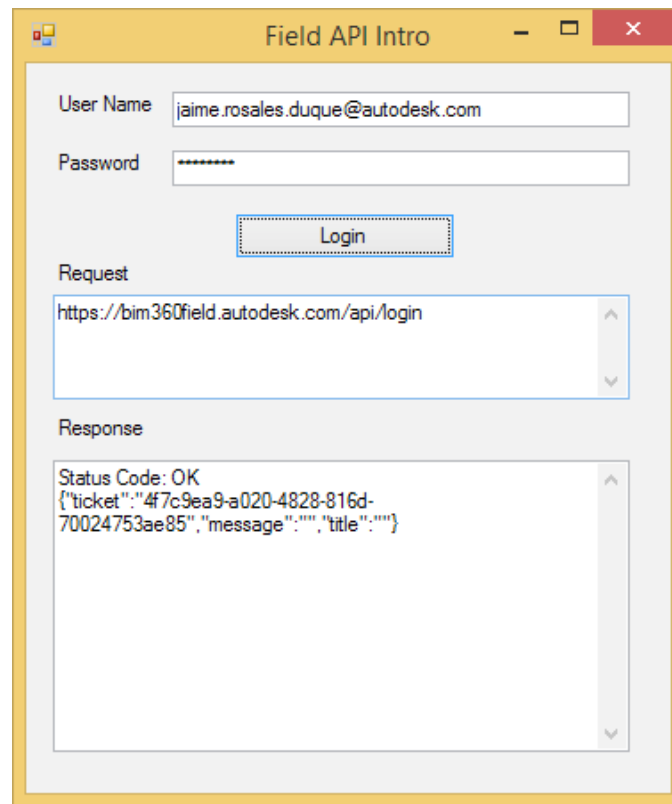 Field API Intro
User Name
jaime.rosales.duque@autodesk.com
Password
********
Login
Request
https://bim360field.autodesk.com/api/login
Response
Status Code: OK
{"ticket":"4f7c9ea9-a020-4828-816d-
70024753ae85","message":"","title":""}